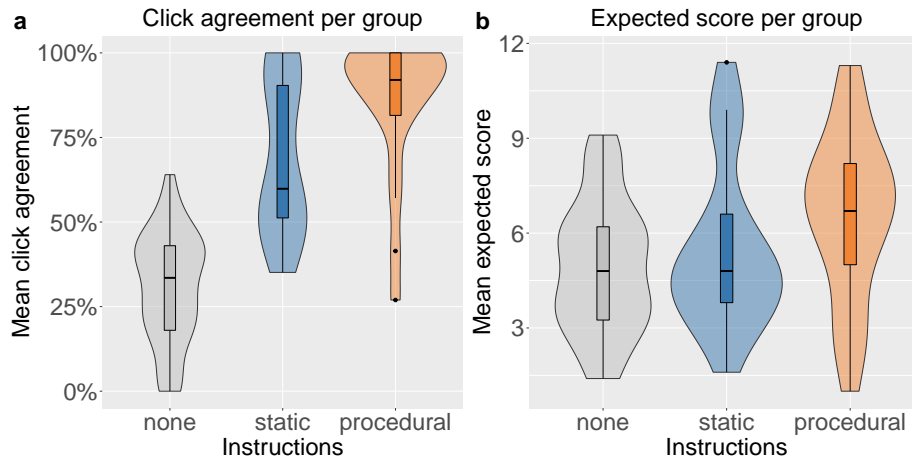 a
Click agreement per group
Mean click agreement
100%
75%
50%
25%
0%
none static procedural
Instructions
b
Expected score per group
Mean expected score
12
9
6
3
none static procedural
Instructions